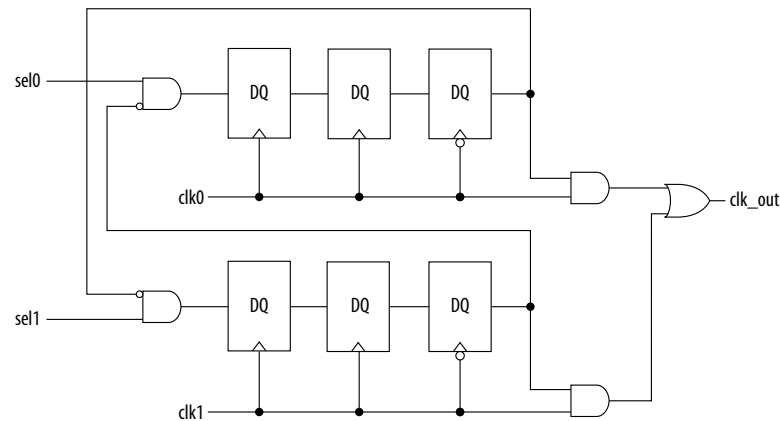 sel0
DQ DQ DQ
clk0
clk_out
DQ DQ DQ
sel1
clk1